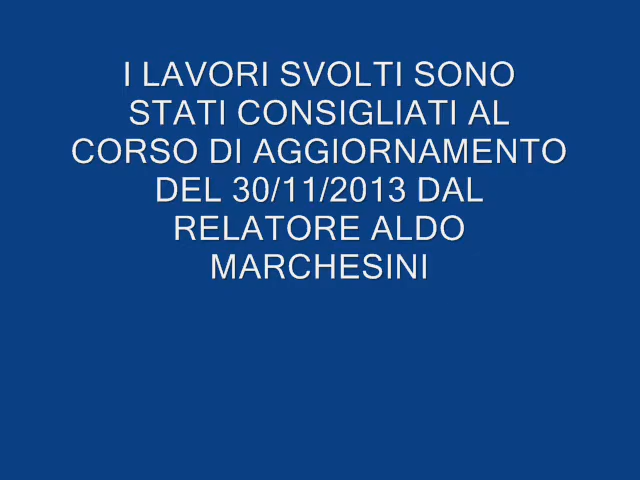 I LAVORI SVOLTI SONO
STATI CONSIGLIATI AL
CORSO DI AGGIORNAMENTO
DEL 30/11/2013 DAL
RELATORE ALDO
MARCHESINI